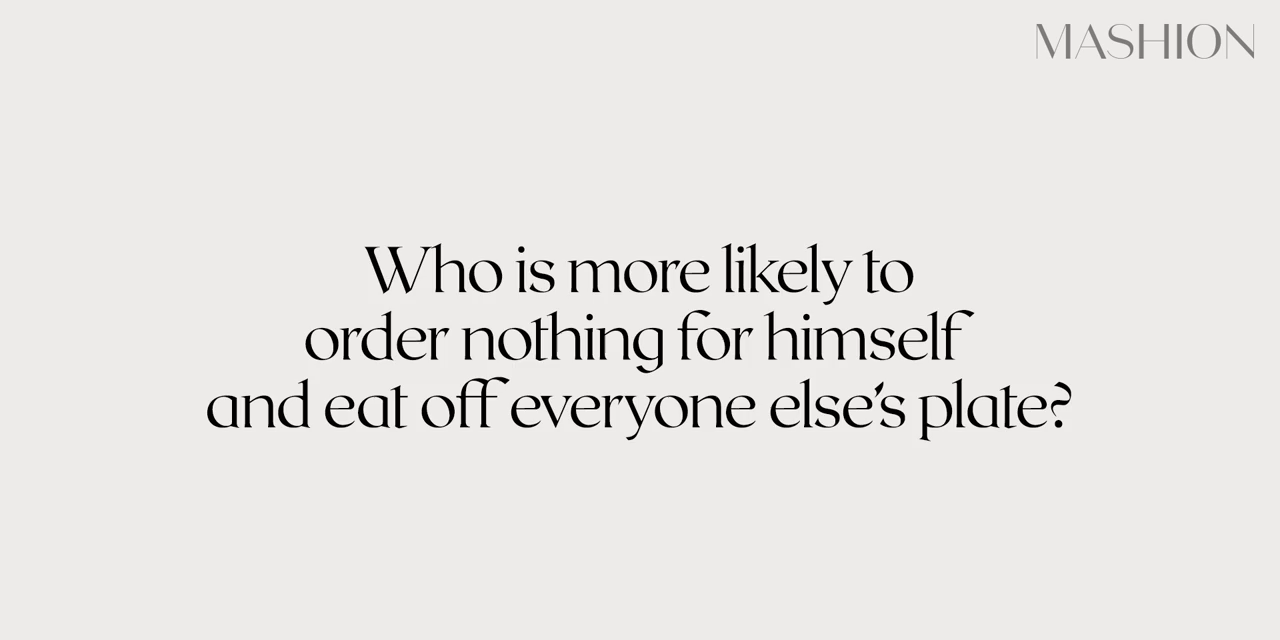 MASHION
Who is more likely to
order nothing for himself
and eat off everyone else's plate?